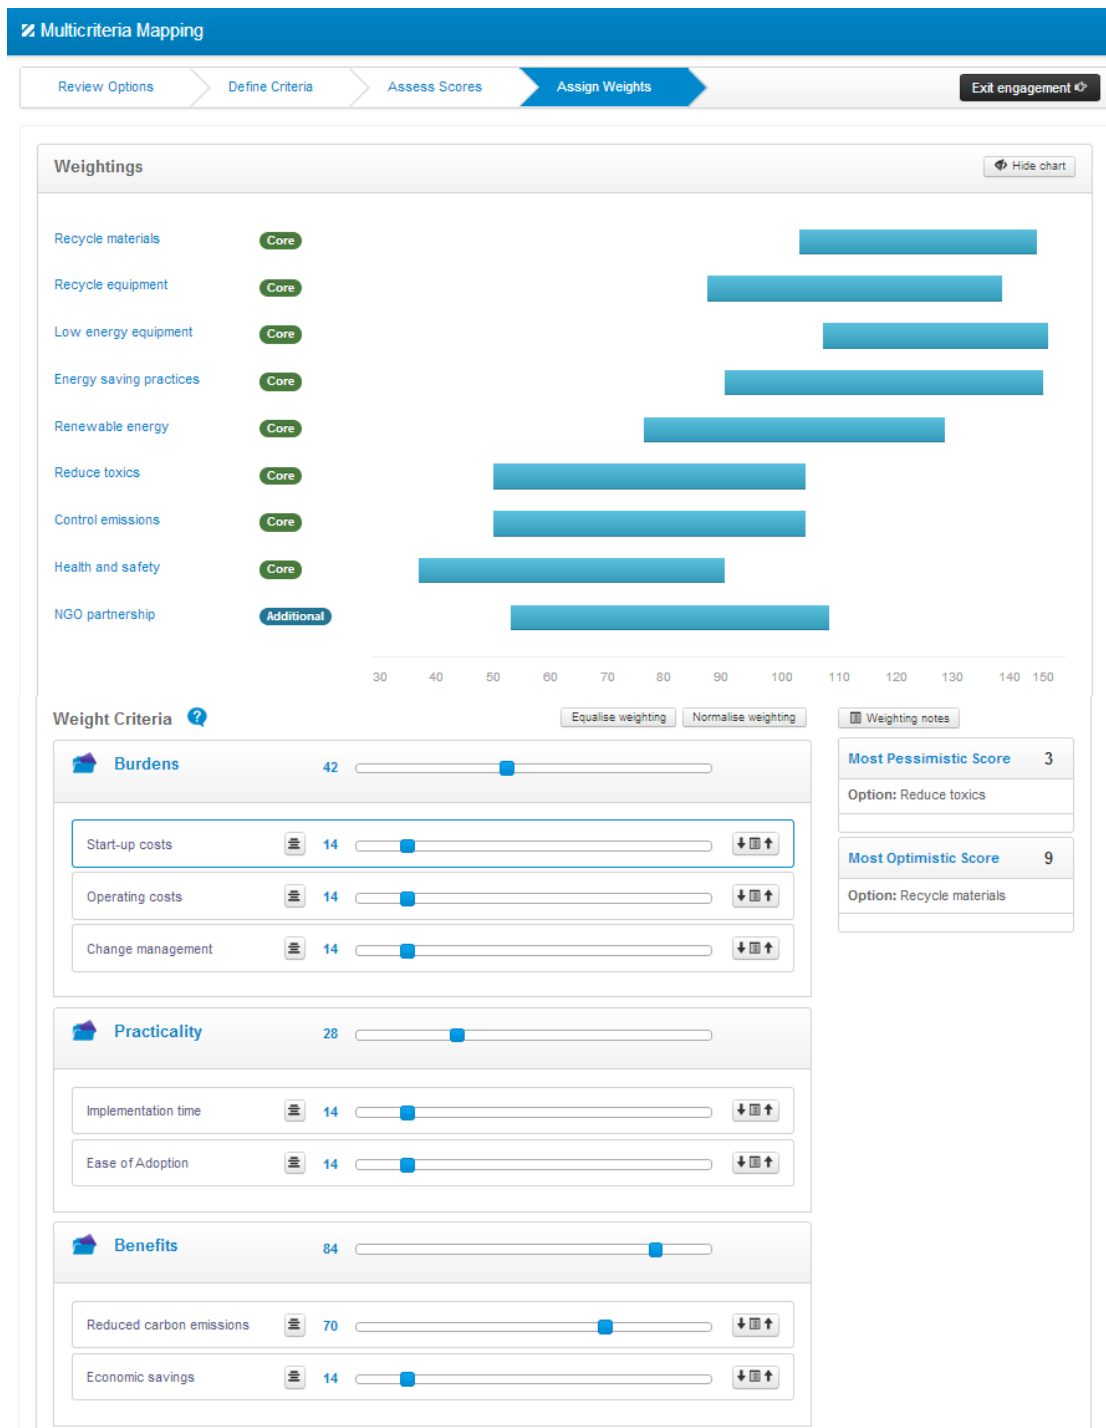 Multicriteria Mapping
Review Options Define Criteria Assess Scores Assign Weights Exit engagement
Weightings Hide chart
Recycle materials Core
Recycle equipment Core
Low energy equipment Core
Energy saving practices Core
Renewable energy Core
Reduce toxics Core
Control emissions Core
Health and safety Core
NGO partnership Additional
30 40 50 60 70 80 90 100 110 120 130 140 150
Weight Criteria ? Equalise weighting Normalise weighting Weighting notes
Burdens 42
Most Pessimistic Score 3
Option: Reduce toxics
Start-up costs 14
Most Optimistic Score 9
Operating costs 14
Option: Recycle materials
Change management 14
Practicality 28
Implementation time 14
Ease of Adoption 14
Benefits 84
Reduced carbon emissions 70
Economic savings 14